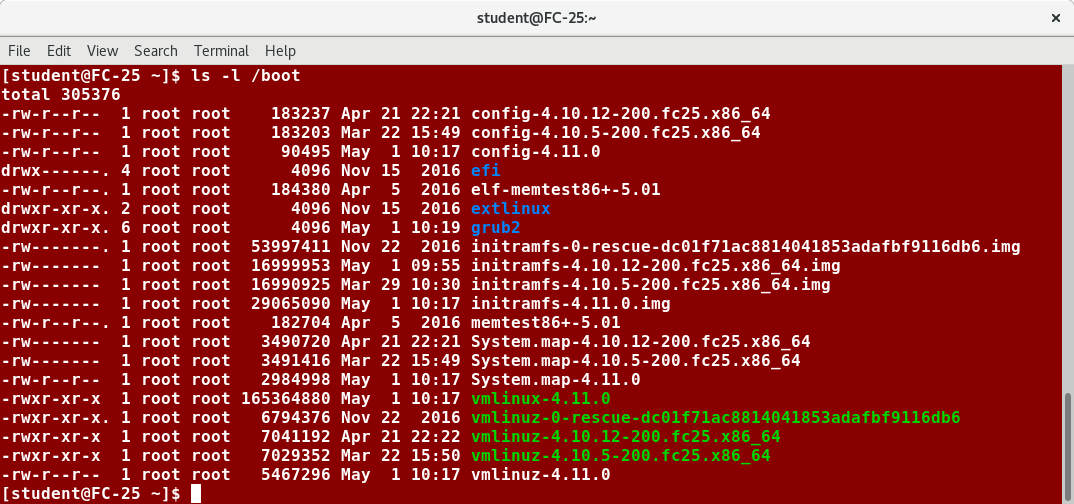 student@FC-25:~
File Edit View Search Terminal Help
[student@FC-25 ~]$ ls -l /boot
total 305376
-rw-r--r--  1 root root    183237 Apr 21 22:21 config-4.10.12-200.fc25.x86_64
-rw-r--r--  1 root root    183203 Mar 22 15:49 config-4.10.5-200.fc25.x86_64
-rw-r--r--  1 root root     90495 May  1 10:17 config-4.11.0
drwx------. 4 root root      4096 Nov 15  2016 efi
-rw-r--r--. 1 root root    184380 Apr  5  2016 elf-memtest86+-5.01
drwxr-xr-x. 2 root root      4096 Nov 15  2016 extlinux
drwxr-xr-x. 6 root root      4096 May  1 10:19 grub2
-rw-------. 1 root root  53997411 Nov 22  2016 initramfs-0-rescue-dc01f71ac8814041853adafbf9116db6.img
-rw-------  1 root root  16999953 May  1 09:55 initramfs-4.10.12-200.fc25.x86_64.img
-rw-------  1 root root  16990925 Mar 29 10:30 initramfs-4.10.5-200.fc25.x86_64.img
-rw-------  1 root root  29065090 May  1 10:17 initramfs-4.11.0.img
-rw-r--r--. 1 root root    182704 Apr  5  2016 memtest86+-5.01
-rw-------  1 root root   3490720 Apr 21 22:21 System.map-4.10.12-200.fc25.x86_64
-rw-------  1 root root   3491416 Mar 22 15:49 System.map-4.10.5-200.fc25.x86_64
-rw-r--r--  1 root root   2984998 May  1 10:17 System.map-4.11.0
-rwxr-xr-x  1 root root 165364880 May  1 10:17 vmlinux-4.11.0
-rwxr-xr-x. 1 root root   6794376 Nov 22  2016 vmlinuz-0-rescue-dc01f71ac8814041853adafbf9116db6
-rwxr-xr-x  1 root root   7041192 Apr 21 22:22 vmlinuz-4.10.12-200.fc25.x86_64
-rwxr-xr-x  1 root root   7029352 Mar 22 15:50 vmlinuz-4.10.5-200.fc25.x86_64
-rw-r--r--  1 root root   5467296 May  1 10:17 vmlinuz-4.11.0
[student@FC-25 ~]$